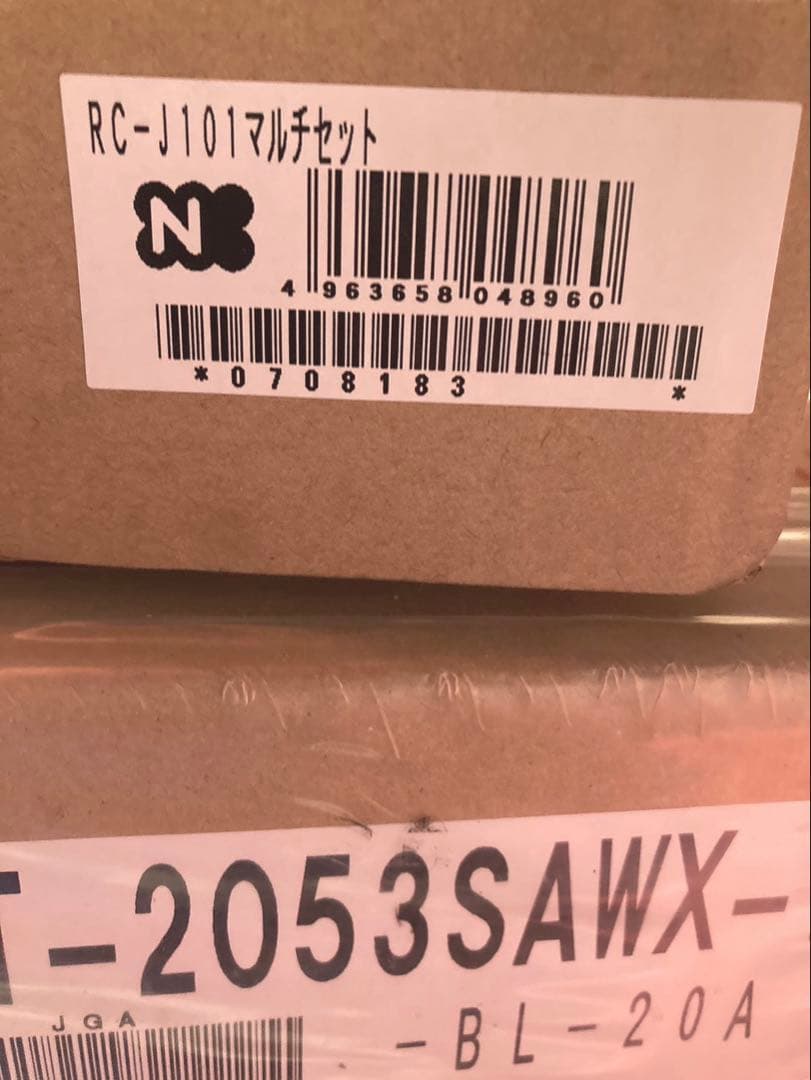 RC-J101マルチセット
N
4 963658 048960
*0708183 *
T-2053SAWX-
JGA
-BL-20A